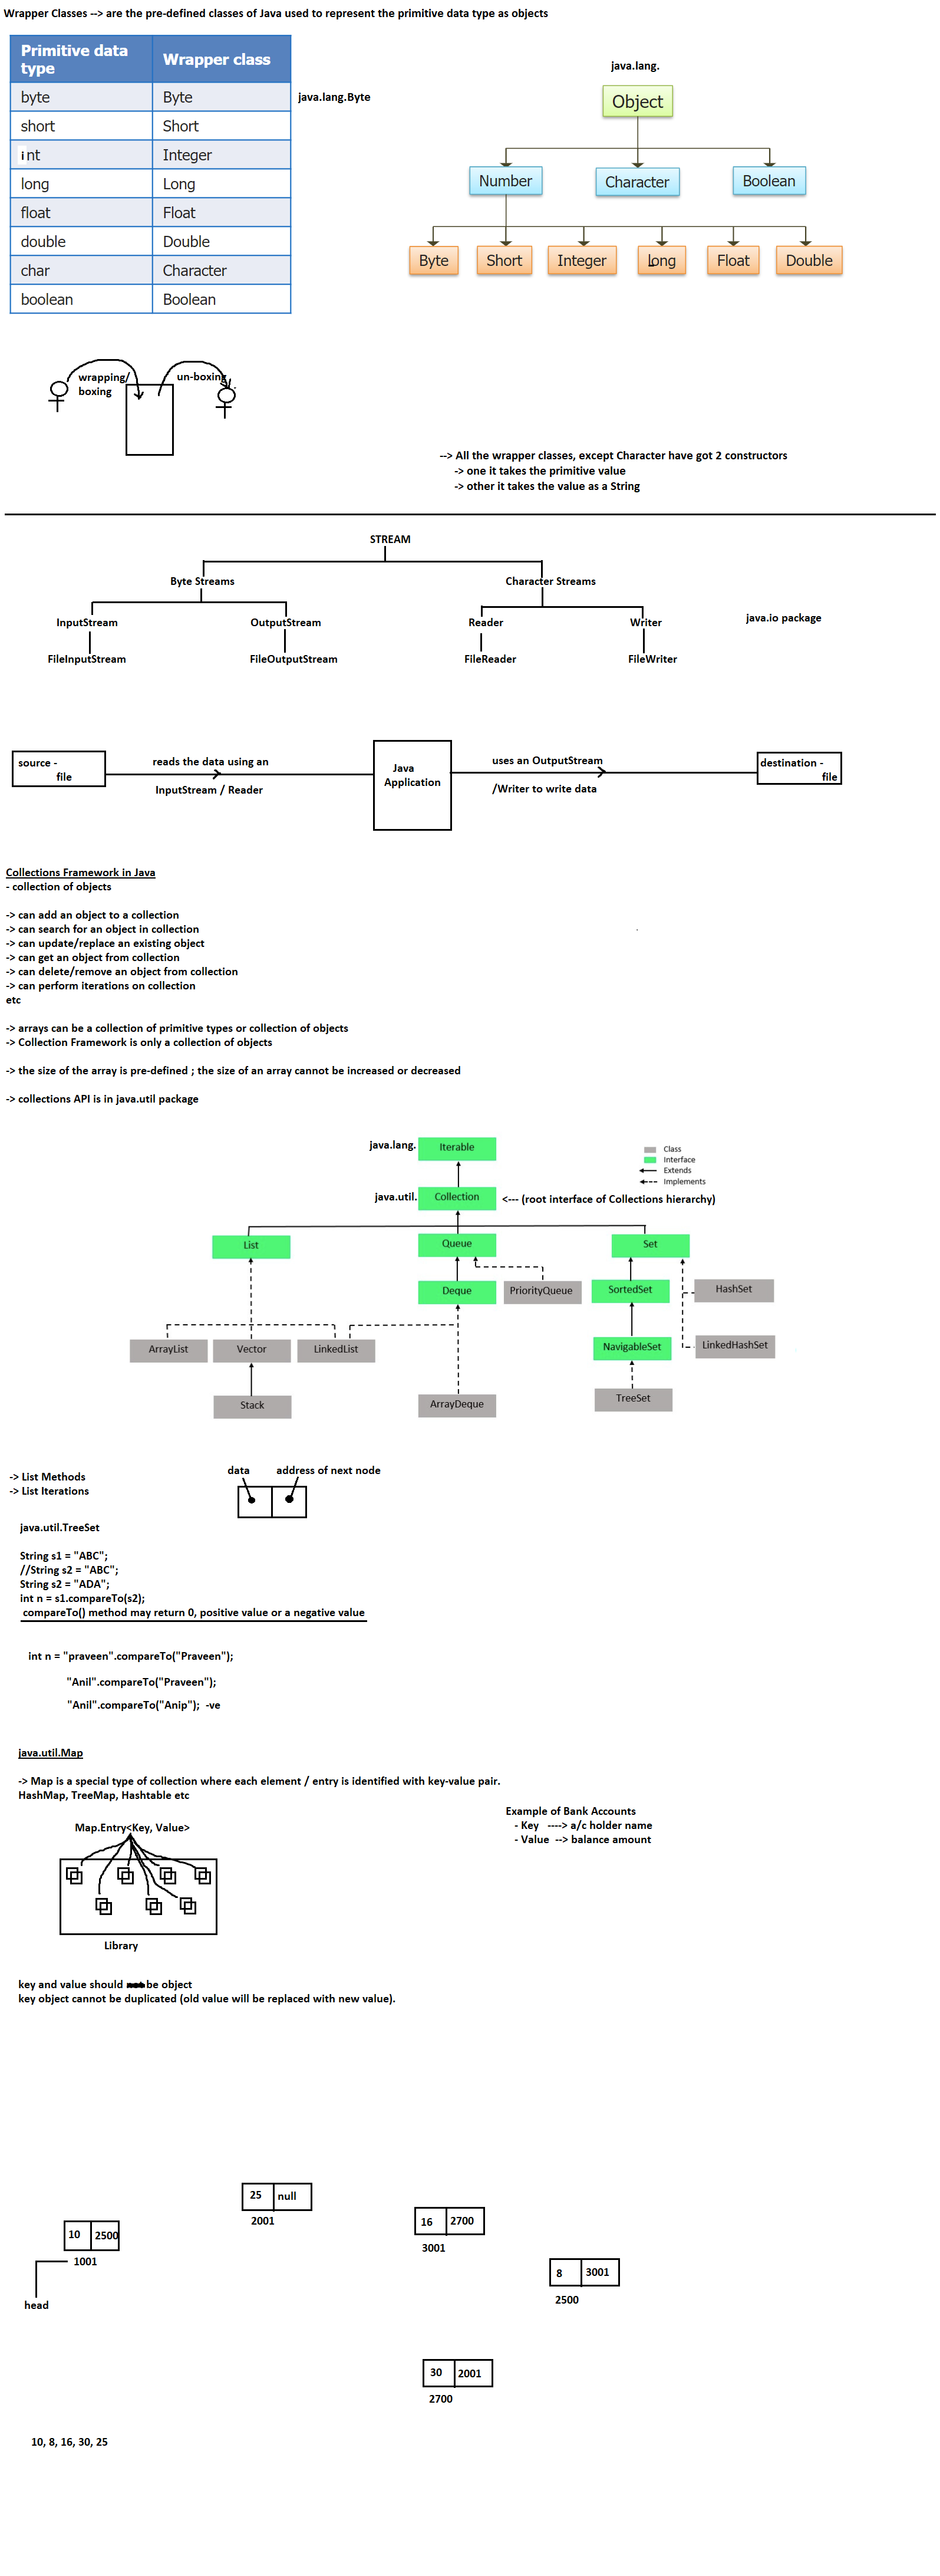 Wrapper Classes --> are the pre-defined classes of Java used to represent the primitive data type as objects
Primitive data type
Wrapper class
byte
Byte
short
Short
int
Integer
long
Long
float
Float
double
Double
char
Character
boolean
Boolean
java.lang.Byte
java.lang.
Object
Number
Character
Boolean
Byte
Short
Integer
Long
Float
Double
wrapping/
boxing
un-boxing
--> All the wrapper classes, except Character have got 2 constructors
-> one it takes the primitive value
-> other it takes the value as a String
STREAM
Byte Streams
Character Streams
InputStream
OutputStream
Reader
Writer
java.io package
FileInputStream
FileOutputStream
FileReader
FileWriter
source -
file
reads the data using an
InputStream / Reader
Java
Application
uses an OutputStream
/Writer to write data
destination -
file
Collections Framework in Java
- collection of objects
-> can add an object to a collection
-> can search for an object in collection
-> can update/replace an existing object
-> can get an object from collection
-> can delete/remove an object from collection
-> can perform iterations on collection
etc
-> arrays can be a collection of primitive types or collection of objects
-> Collection Framework is only a collection of objects
-> the size of the array is pre-defined ; the size of an array cannot be increased or decreased
-> collections API is in java.util package
java.lang.
Iterable
Class
Interface
Extends
Implements
java.util.
Collection
<--- (root interface of Collections hierarchy)
List
Queue
Set
Deque
PriorityQueue
SortedSet
HashSet
ArrayList
Vector
LinkedList
NavigableSet
LinkedHashSet
Stack
ArrayDeque
TreeSet
-> List Methods
-> List Iterations
data
address of next node
java.util.TreeSet
String s1 = "ABC";
//String s2 = "ABC";
String s2 = "ADA";
int n = s1.compareTo(s2);
compareTo() method may return 0, positive value or a negative value
int n = "praveen".compareTo("Praveen");
"Anil".compareTo("Praveen");
"Anil".compareTo("Anip"); -ve
java.util.Map
-> Map is a special type of collection where each element / entry is identified with key-value pair.
HashMap, TreeMap, Hashtable etc
Example of Bank Accounts
- Key ----> a/c holder name
- Value --> balance amount
Map.Entry<Key, Value>
Library
key and value should be object
key object cannot be duplicated (old value will be replaced with new value).
25
null
2001
16
2700
3001
10
2500
1001
head
8
3001
2500
30
2001
2700
10, 8, 16, 30, 25